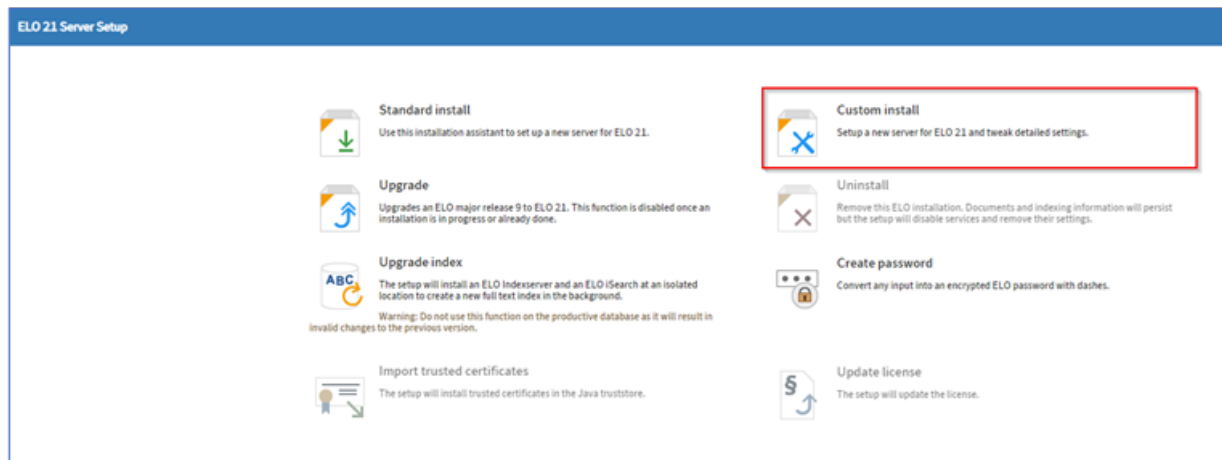 ELO 21 Server Setup
Standard install
Use this installation assistant to set up a new server for ELO 21.
Custom install
Setup a new server for ELO 21 and tweak detailed settings.
Upgrade
Upgrades an ELO major release 9 to ELO 21. This function is disabled once an
installation is in progress or already done.
Uninstall
Remove this ELO installation. Documents and indexing information will persist
but the setup will disable services and remove their settings.
ABC
Upgrade index
The setup will install an ELO Indexserver and an ELO iSearch at an isolated
location to create a new full text index in the background.
Warning: Do not use this function on the productive database as it will result in
invalid changes to the previous version.
Create password
Convert any input into an encrypted ELO password with dashes.
Import trusted certificates
The setup will install trusted certificates in the Java truststore.
§
Update license
The setup will update the license.